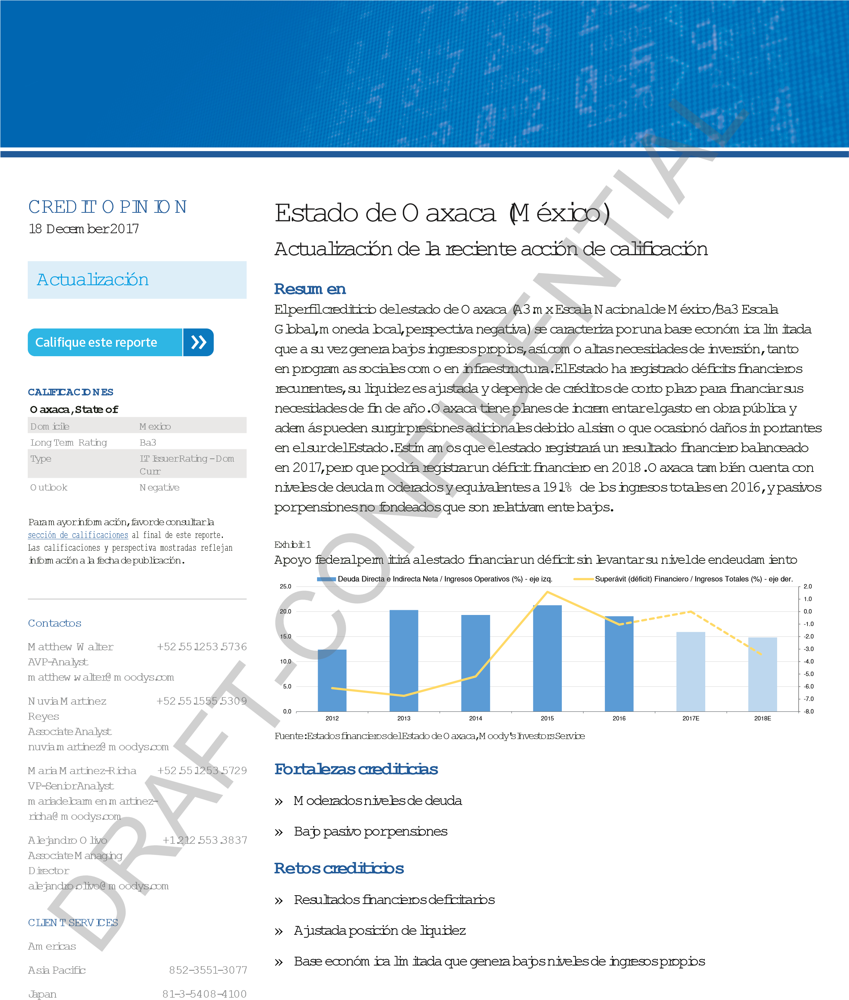 CREDIT OPINION
18 December 2017
Actualización
Califique este reporte
CALIFICACIONES
Oaxaca, State of
Domicile Mexico
Long Term Rating Ba3
Type LT Issuer Rating - Dom
Curr
Outlook Negative
Para mayor información, favor de consultar la
sección de calificaciones al final de este reporte.
Las calificaciones y perspectiva mostradas reflejan
información a la fecha de publicación.
Contactos
Matthew Walter +52.55.1253.5736
AVP-Analyst
matthew.walter@moodys.com
Nuvia Martinez +52.55.1555.5309
Reyes
Associate Analyst
nuvia.martinez@moodys.com
Maria Martinez-Richa +52.55.1253.5729
VP-Senior Analyst
mariadelcarmen.martinez-
richa@moodys.com
Alejandro Olivo +1.212.553.3837
Associate Managing
Director
alejandro.olivo@moodys.com
CLIENT SERVICES
Americas
Asia Pacific 852-3551-3077
Japan 81-3-5408-4100
Estado de Oaxaca (México)
Actualización de la reciente acción de calificación
Resumen
El perfil crediticio del estado de Oaxaca (A3.mx Escala Nacional de México/Ba3 Escala
Global, moneda local, perspectiva negativa) se caracteriza por una base económica limitada
que a su vez genera bajos ingresos propios, así como altas necesidades de inversión, tanto
en programas sociales como en infraestructura. El Estado ha registrado déficits financieros
recurrentes, su liquidez es ajustada y depende de créditos de corto plazo para financiar sus
necesidades de fin de año. Oaxaca tiene planes de incrementar el gasto en obra pública y
además pueden surgir presiones adicionales debido al sismo que ocasionó daños importantes
en el sur del Estado. Estimamos que el estado registrará un resultado financiero balanceado
en 2017, pero que podría registrar un déficit financiero en 2018. Oaxaca también cuenta con
niveles de deuda moderados y equivalentes a 19.1% de los ingresos totales en 2016, y pasivos
por pensiones no fondeados que son relativamente bajos.
Exhibit 1
Apoyo federal permitirá al estado financiar un déficit sin levantar su nivel de endeudamiento
Deuda Directa e Indirecta Neta / Ingresos Operativos (%) - eje izq. Superávit (déficit) Financiero / Ingresos Totales (%) - eje der.
25.0 2.0
1.0
20.0 0.0
-1.0
15.0 -2.0
-3.0
10.0 -4.0
-5.0
5.0 -6.0
-7.0
0.0 -8.0
2012 2013 2014 2015 2016 2017E 2018E
Fuente: Estados financieros del Estado de Oaxaca, Moody's Investors Service
Fortalezas crediticias
» Moderados niveles de deuda
» Bajo pasivo por pensiones
Retos crediticios
» Resultados financieros deficitarios
» Ajustada posición de liquidez
» Base económica limitada que genera bajos niveles de ingresos propios
DRAFT-CONFIDENTIAL